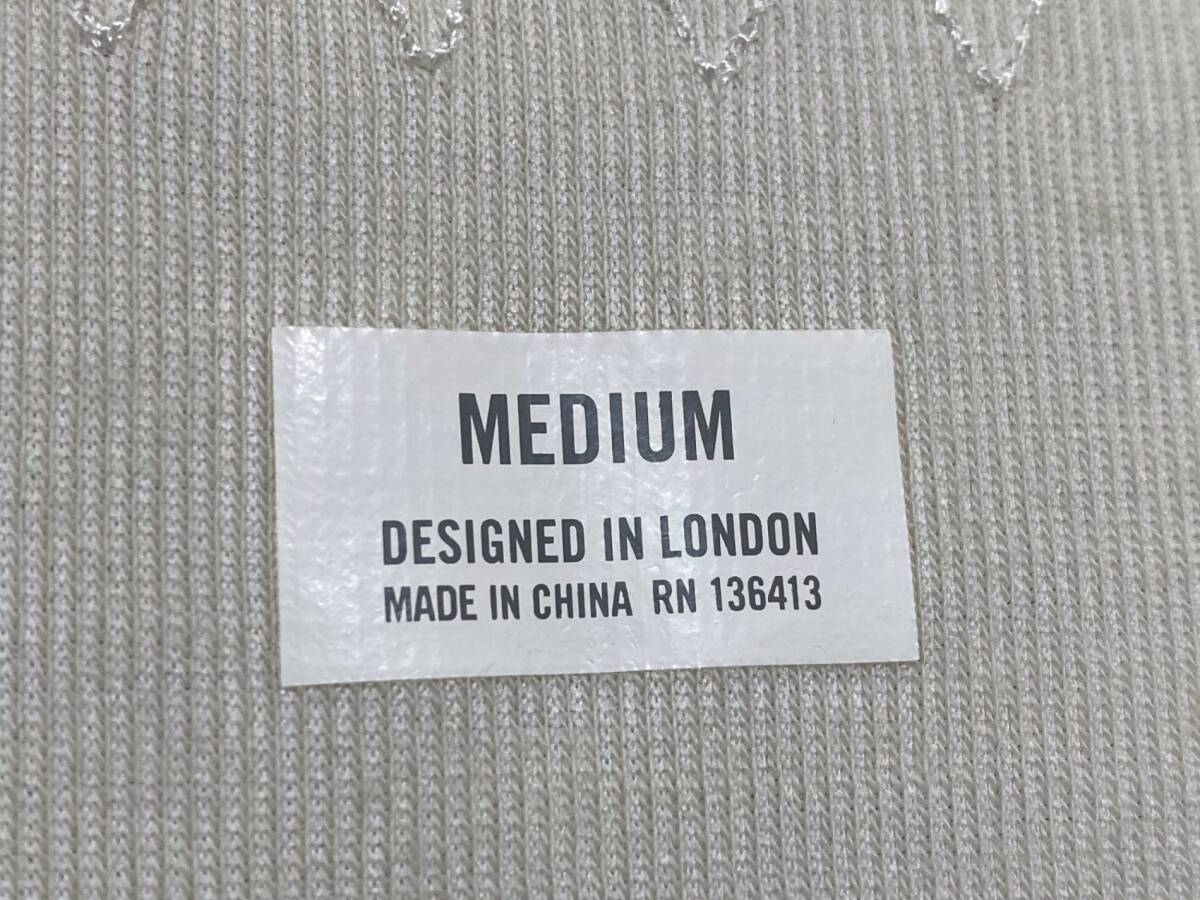 MEDIUM
DESIGNED IN LONDON
MADE IN CHINA RN 136413